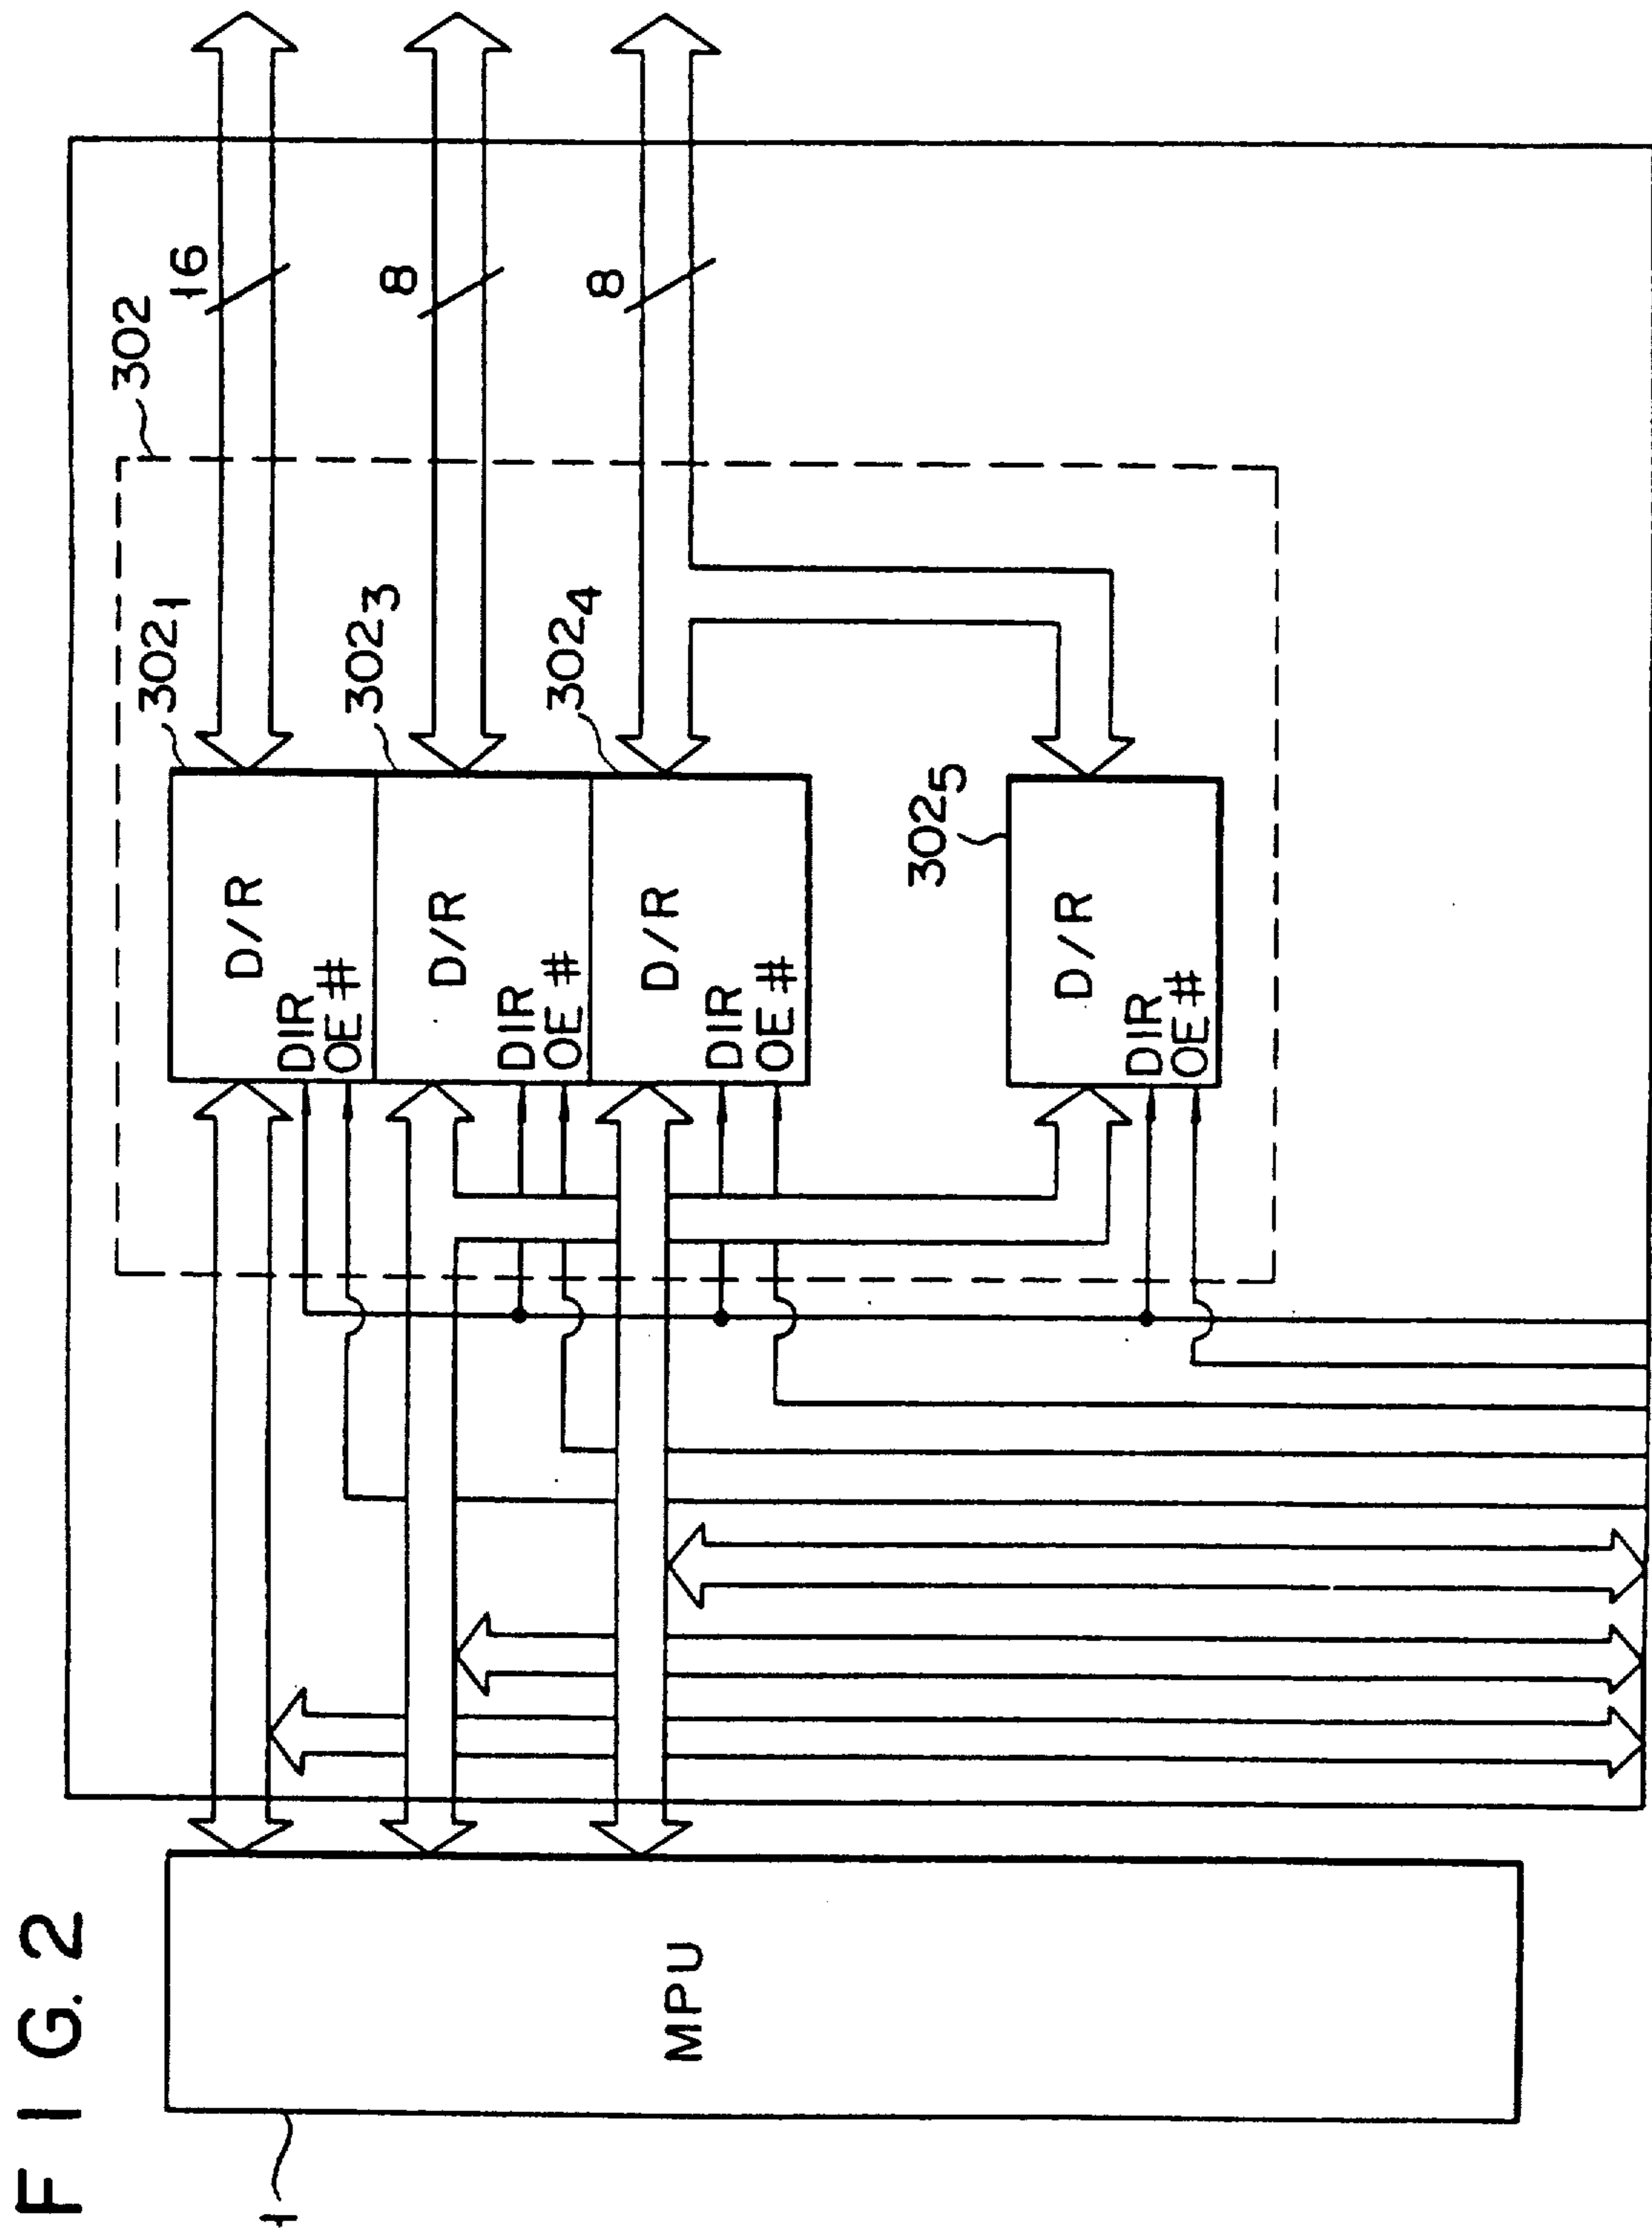 FIG. 2
1
MPU
302
302₁
D/R
DIR
OE #
16
302₃
D/R
DIR
OE #
8
302₄
D/R
DIR
OE #
8
302₅
D/R
DIR
OE #